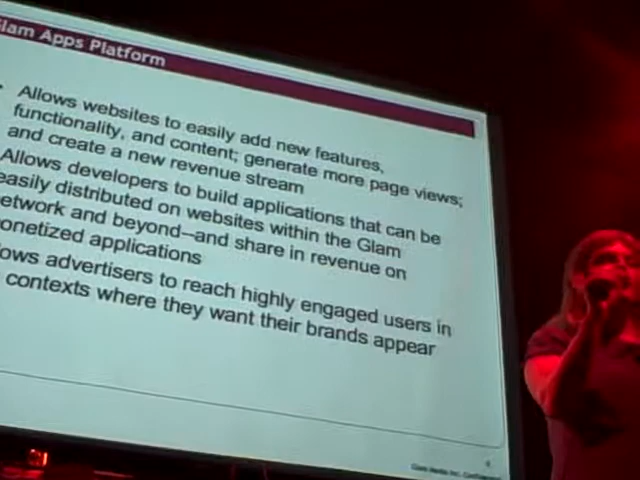 lam Apps Platform
Allows websites to easily add new features,
functionality, and content; generate more page views;
and create a new revenue stream
Allows developers to build applications that can be
easily distributed on websites within the Glam
etwork and beyond—and share in revenue on
onetized applications
ows advertisers to reach highly engaged users in
contexts where they want their brands appear
Glam Media Inc.